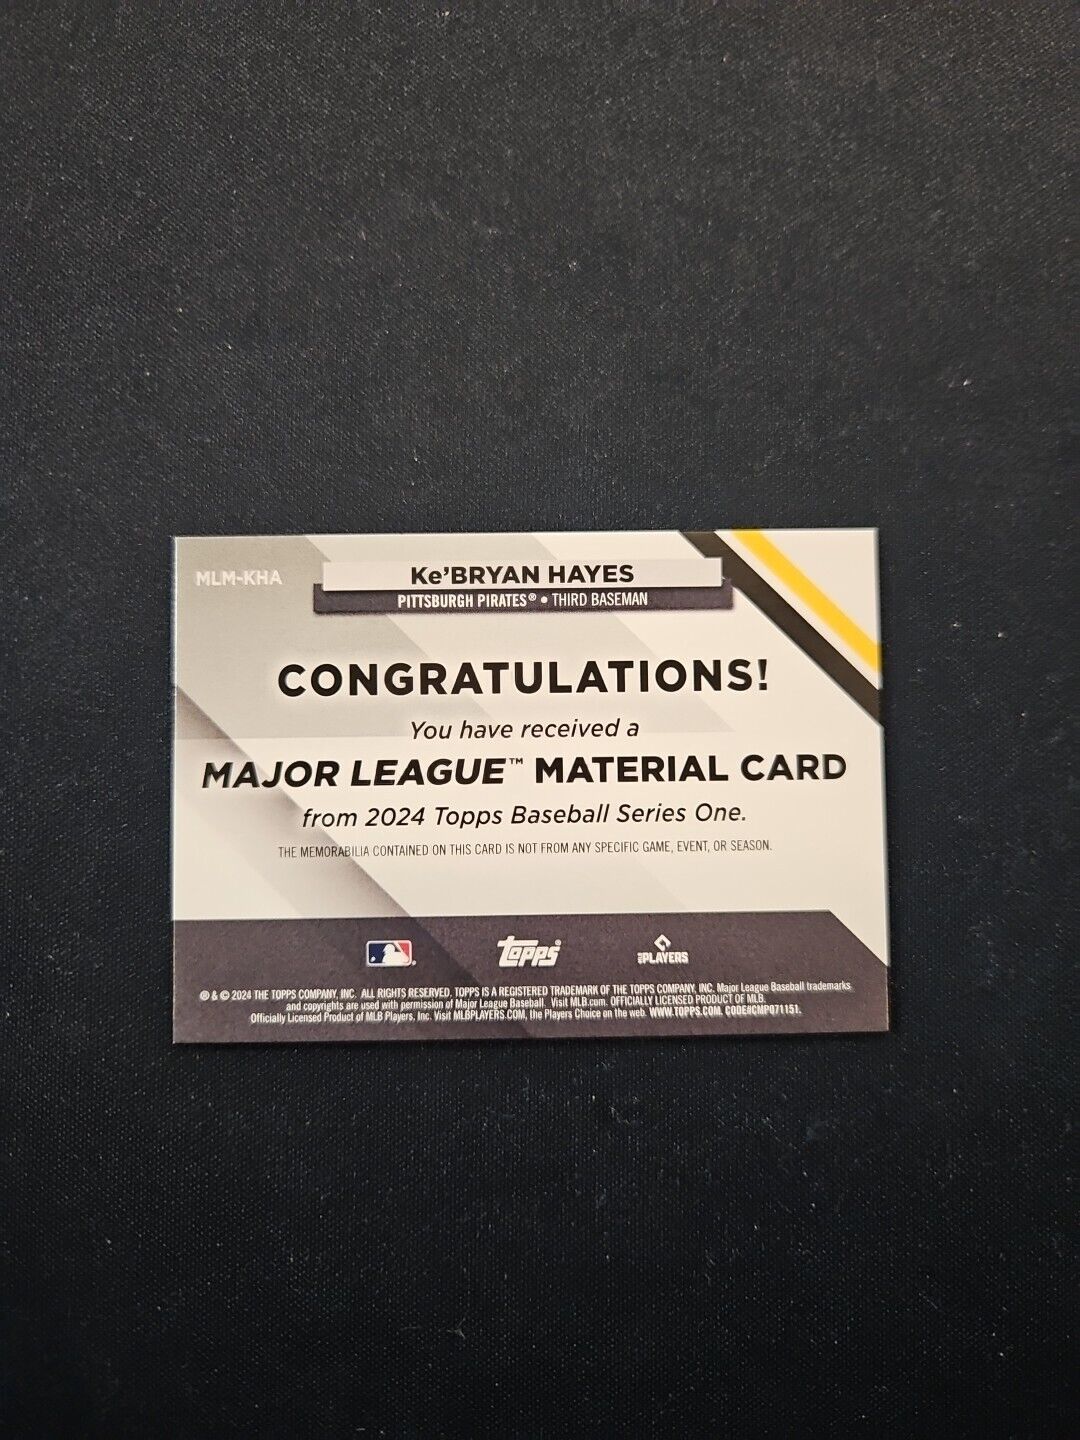 MLM-KHA
Ke'BRYAN HAYES
PITTSBURGH PIRATES® • THIRD BASEMAN
CONGRATULATIONS!
You have received a
MAJOR LEAGUE™ MATERIAL CARD
from 2024 Topps Baseball Series One.
THE MEMORABILIA CONTAINED ON THIS CARD IS NOT FROM ANY SPECIFIC GAME, EVENT, OR SEASON.
Topps
PLAYERS
® & © 2024 THE TOPPS COMPANY, INC. ALL RIGHTS RESERVED. TOPPS IS A REGISTERED TRADEMARK OF THE TOPPS COMPANY, INC. Major League Baseball trademarks
and copyrights are used with permission of Major League Baseball. Visit MLB.com. OFFICIALLY LICENSED PRODUCT OF MLB.
Officially Licensed Product of MLB Players, Inc. Visit MLBPLAYERS.COM, the Players Choice on the web. WWW.TOPPS.COM. CODE#CMP071151.